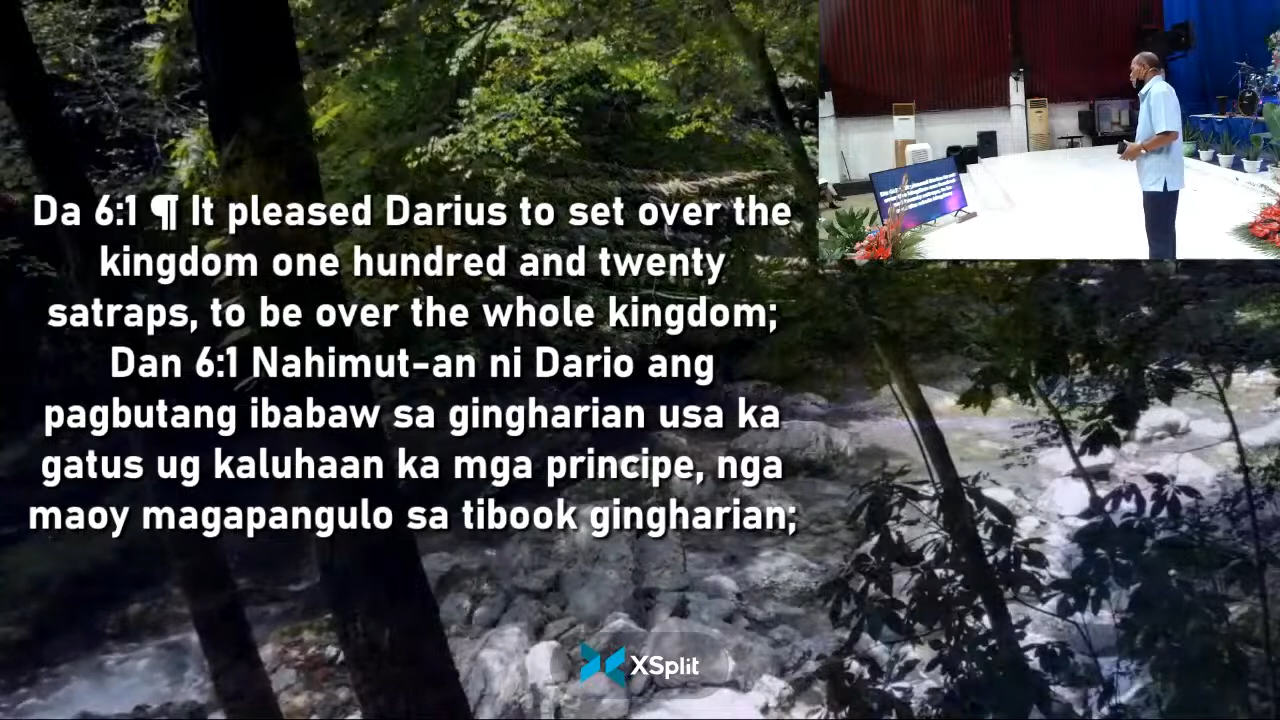 Da 6:1 ¶ It pleased Darius to set over the
kingdom one hundred and twenty
satraps, to be over the whole kingdom;
Dan 6:1 Nahimut-an ni Dario ang
pagbutang ibabaw sa gingharian usa ka
gatus ug kaluhaan ka mga principe, nga
maoy magapangulo sa tibook gingharian;
XSplit